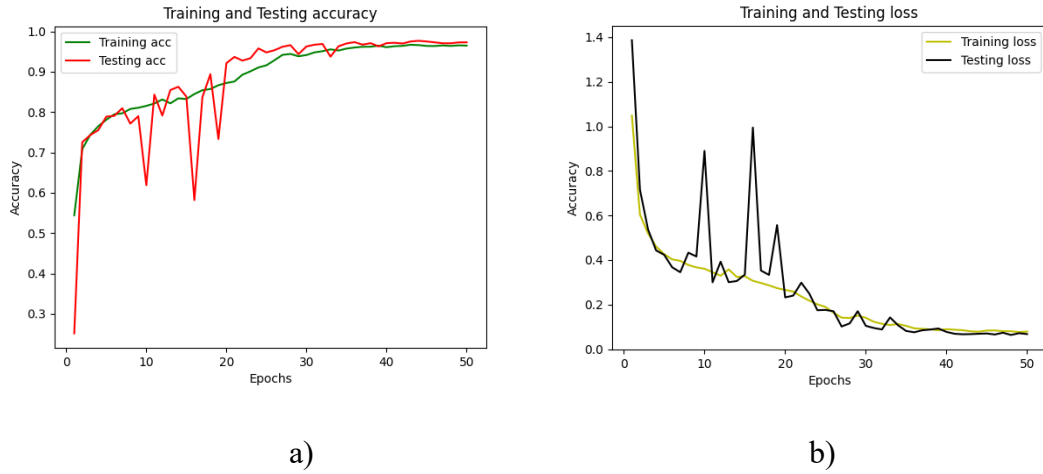 Training and Testing accuracy
1.0
0.9
0.8
0.7
0.6
0.5
0.4
0.3
Accuracy
Training acc
Testing acc
0
10
20
30
40
50
Epochs
a)
Training and Testing loss
1.4
1.2
1.0
0.8
0.6
0.4
0.2
0.0
Accuracy
Training loss
Testing loss
0
10
20
30
40
50
Epochs
b)